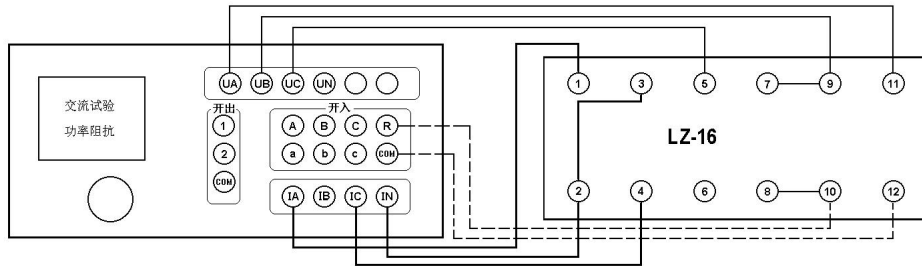 UA UB UC UN
1 3 5 7 9 11
交流试验
功率阻抗
开出
开入
1
A B C R
LZ-16
2
a b c COM
COM
IA IB IC IN
2 4 6 8 10 12